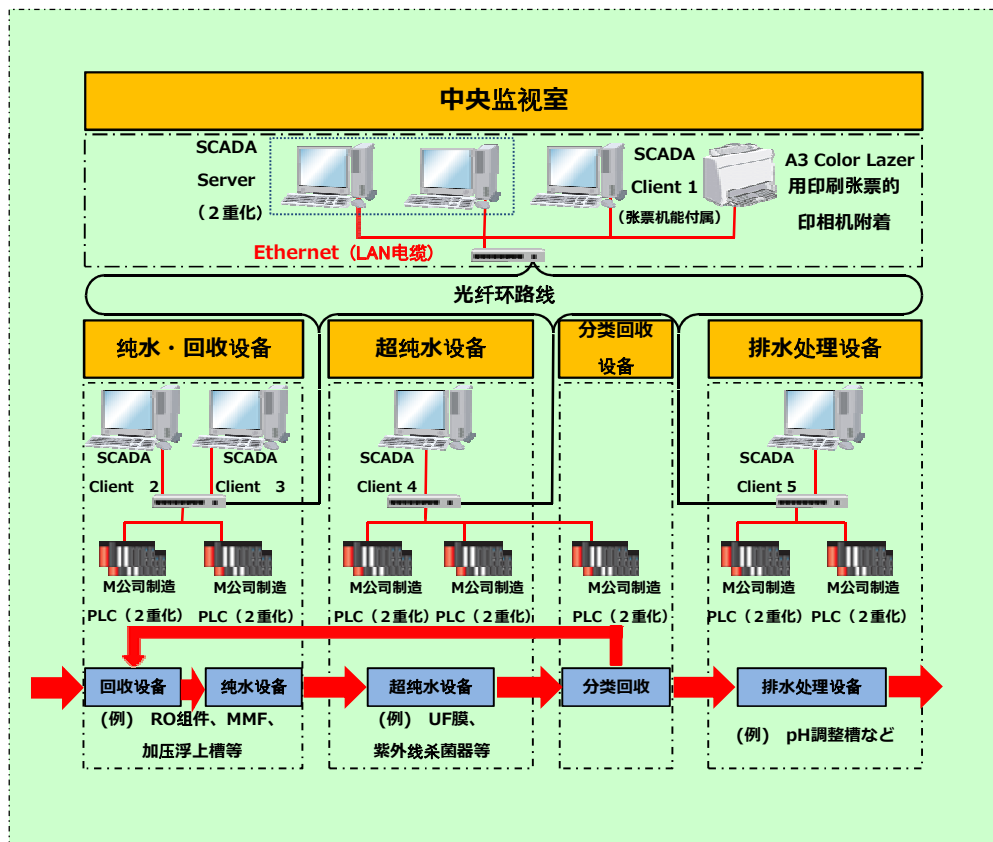 中央监视室
SCADA
Server
（２重化）
SCADA
Client 1
（张票机能付属）
A3 Color Lazer
用印刷张票的
印相机附着
Ethernet（LAN电缆）
光纤环路线
纯水・回收设备
超纯水设备
分类回收
设备
排水处理设备
SCADA
Client 2
SCADA
Client 3
SCADA
Client 4
SCADA
Client 5
M公司制造
PLC（２重化）
M公司制造
PLC（２重化）
M公司制造
PLC（２重化）
M公司制造
PLC（２重化）
M公司制造
PLC（２重化）
M公司制造
PLC（２重化）
M公司制造
PLC（２重化）
回收设备
纯水设备
超纯水设备
分类回收
排水处理设备
(例) RO组件、MMF、
加压浮上槽等
(例) UF膜、
紫外线杀菌器等
(例) pH調整槽など